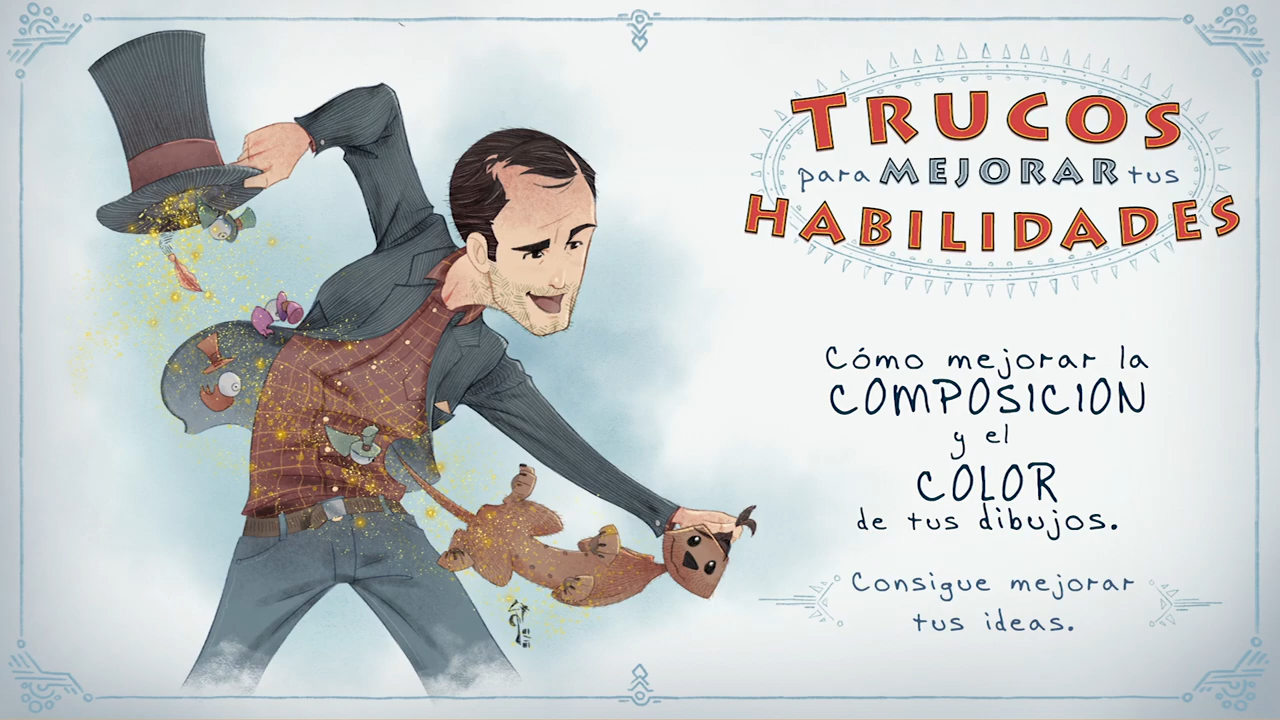 TRUCOS
para MEJORAR tus
HABILIDADES
Cómo mejorar la
COMPOSICION
y el
COLOR
de tus dibujos.
Consigue mejorar
tus ideas.